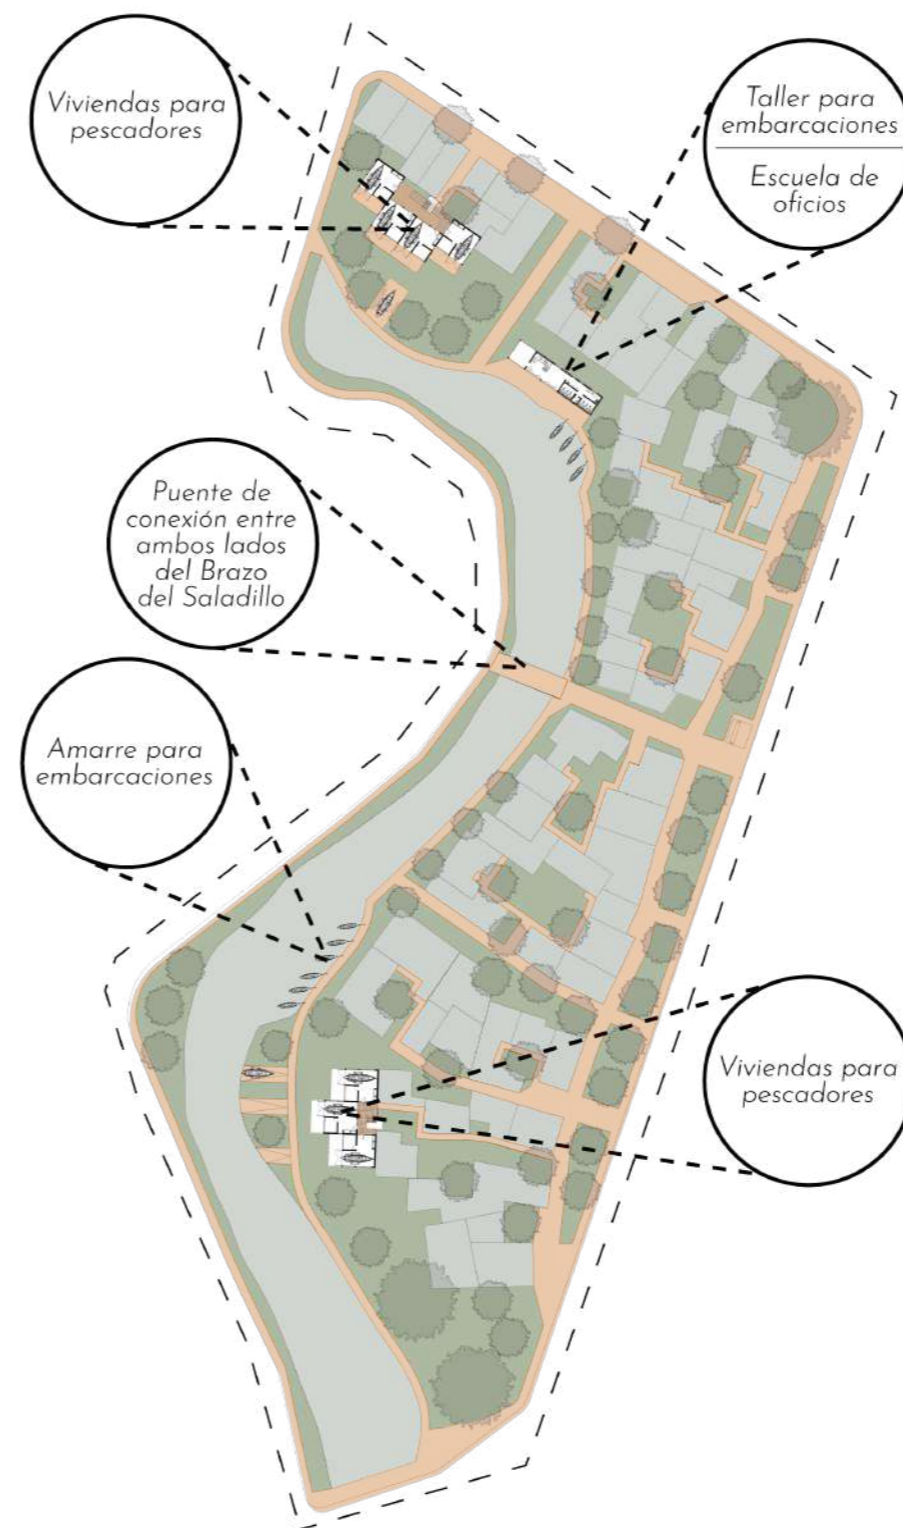 Viviendas para
pescadores
Taller para
embarcaciones
Escuela de
oficios
Puente de
conexión entre
ambos lados
del Brazo
del Saladillo
Amarre para
embarcaciones
Viviendas para
pescadores